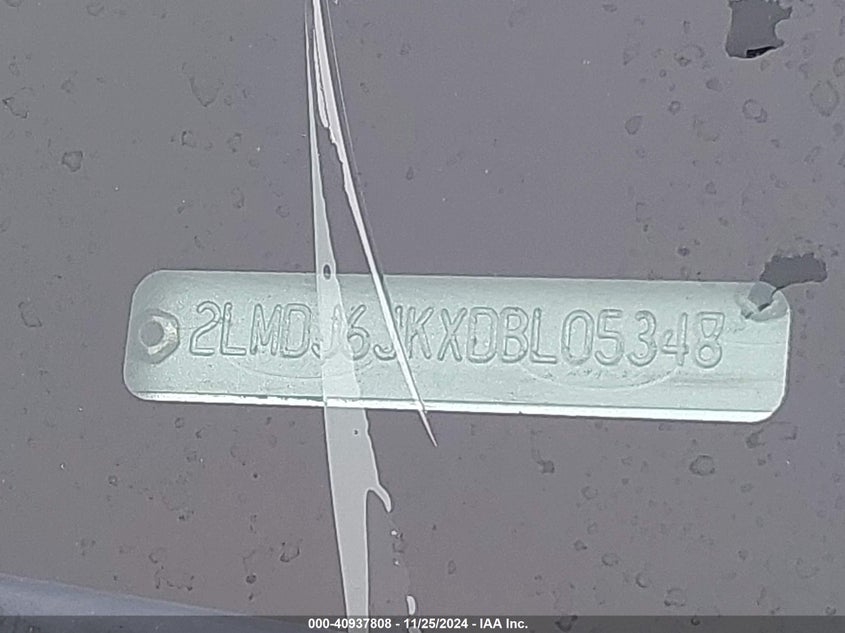 2LMDJ6JKXDBL05348
000-40937808 - 11/25/2024 - IAA Inc.